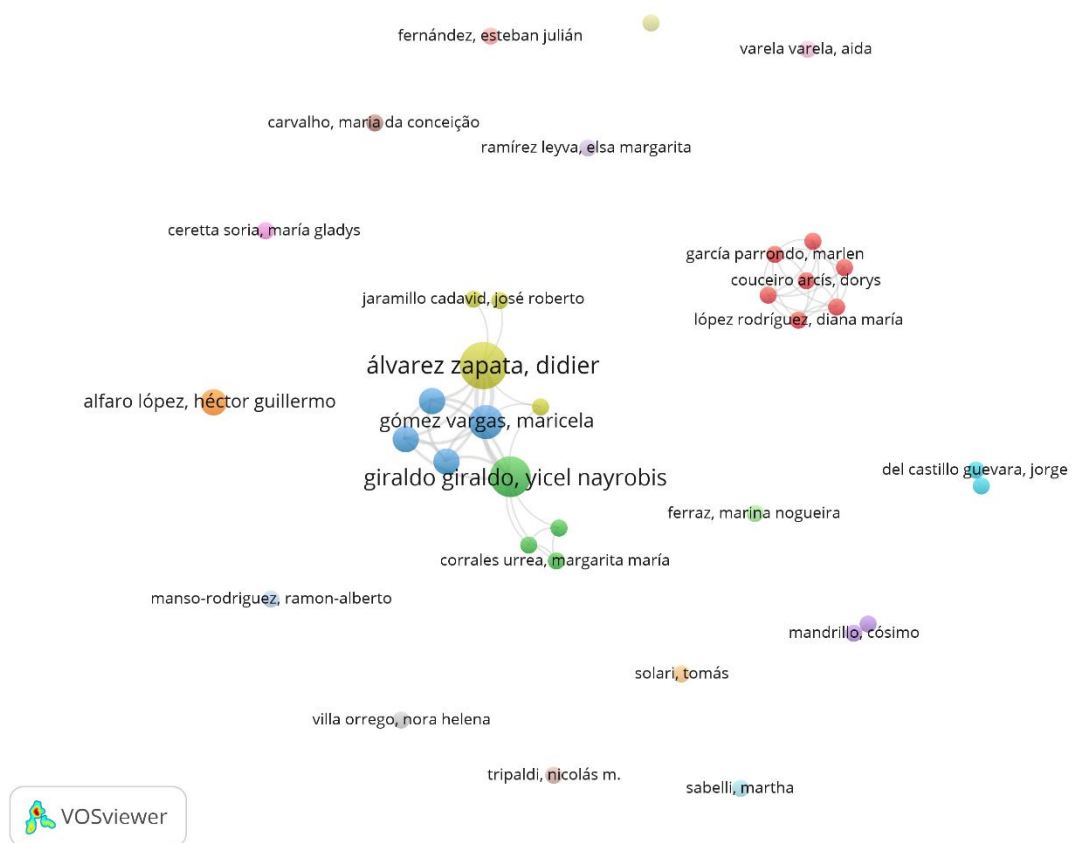 fernández, esteban julián
varela varela, aida
carvalho, maria da conceição
ramírez leyva, elsa margarita
ceretta soria, maría gladys
garcía parrondo, marlen
couceiro arcís, dorys
jaramillo cadavid, josé roberto
lópez rodríguez, diana maría
álvarez zapata, didier
alfaro lópez, héctor guillermo
gómez vargas, maricela
del castillo guevara, jorge
giraldo giraldo, yicel nayrobis
ferraz, marina nogueira
corrales urrea, margarita maría
manso-rodriguez, ramon-alberto
mandrillo, cósimo
solari, tomás
villa orrego, nora helena
tripaldi, nicolás m.
sabelli, martha
VOSviewer